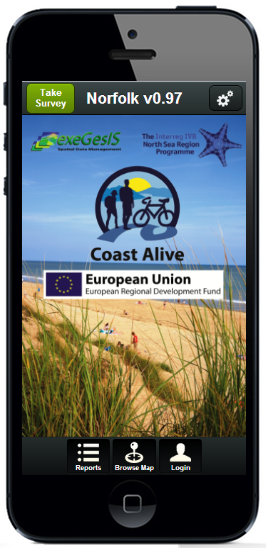 Take
Survey
Norfolk v0.97
exeGesIS
Spatial Data Management
The Interreg IVB
North Sea Region
Programme
Coast Alive
European Union
European Regional Development Fund
Reports
Browse Map
Login